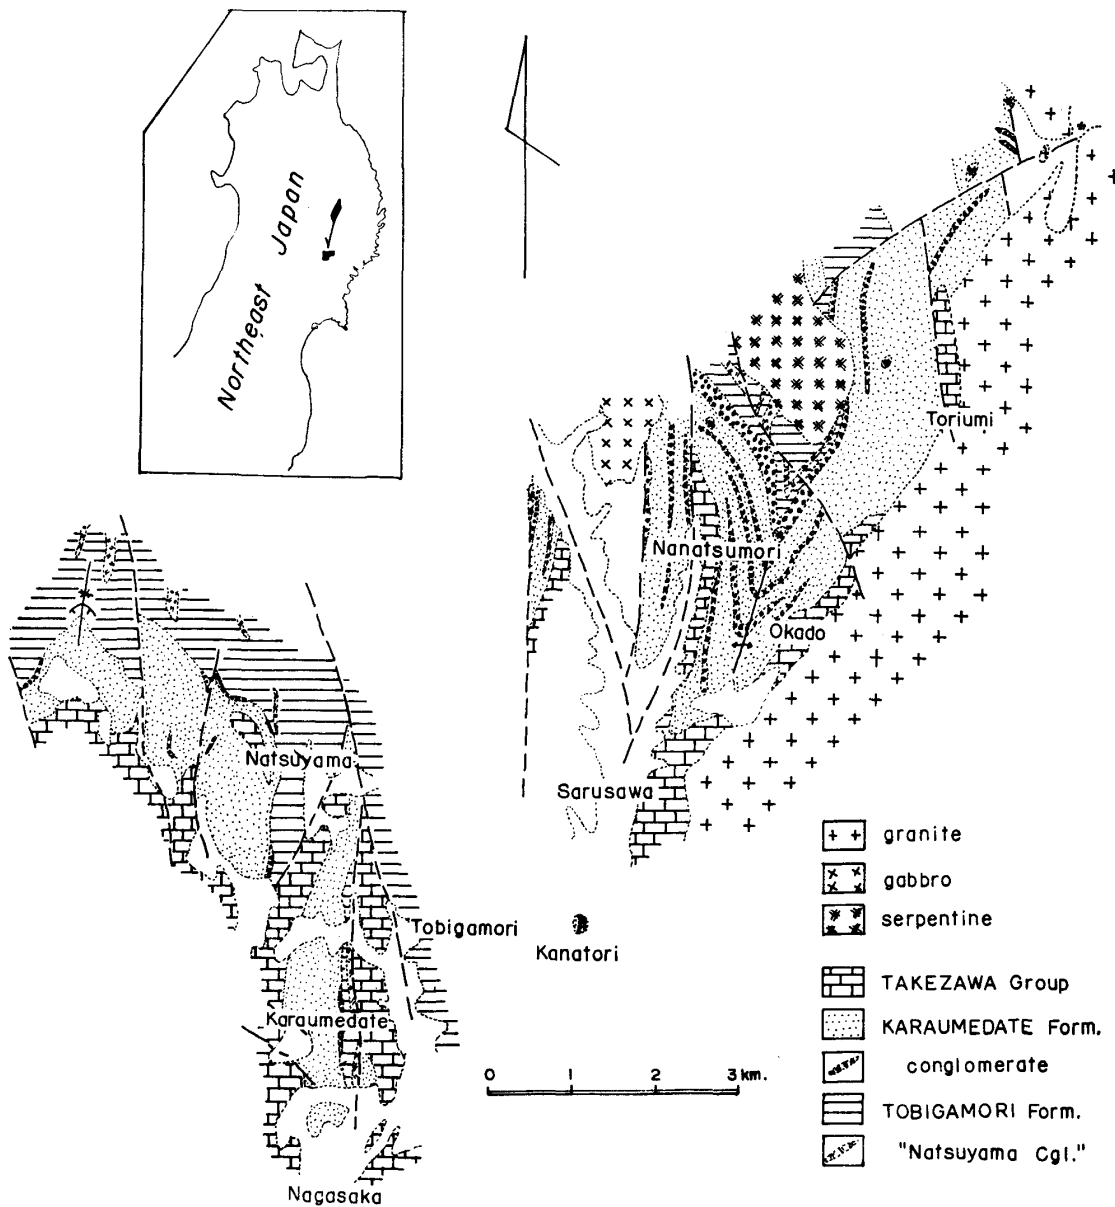 Northeast Japan
Toriumi
Nanatsumori
Okado
Natsuyama
Sarusawa
Tobigamori
Kanatori
Karaumedate
Nagasaka
0 1 2 3 km.
granite
gabbro
serpentine
TAKEZAWA Group
KARAUMEDATE Form.
conglomerate
TOBIGAMORI Form.
"Natsuyama Cgl."